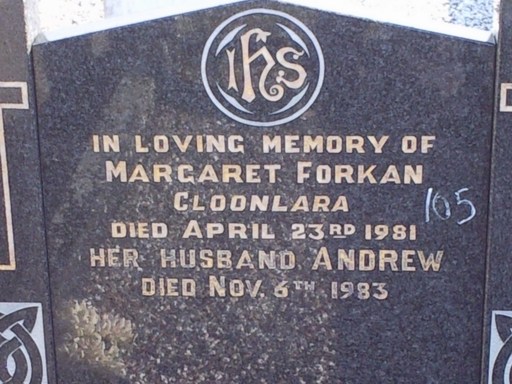 IHS
IN LOVING MEMORY OF
MARGARET FORKAN
CLOONLARA
105
DIED APRIL 23RD 1981
HER HUSBAND ANDREW
DIED NOV. 6TH 1983